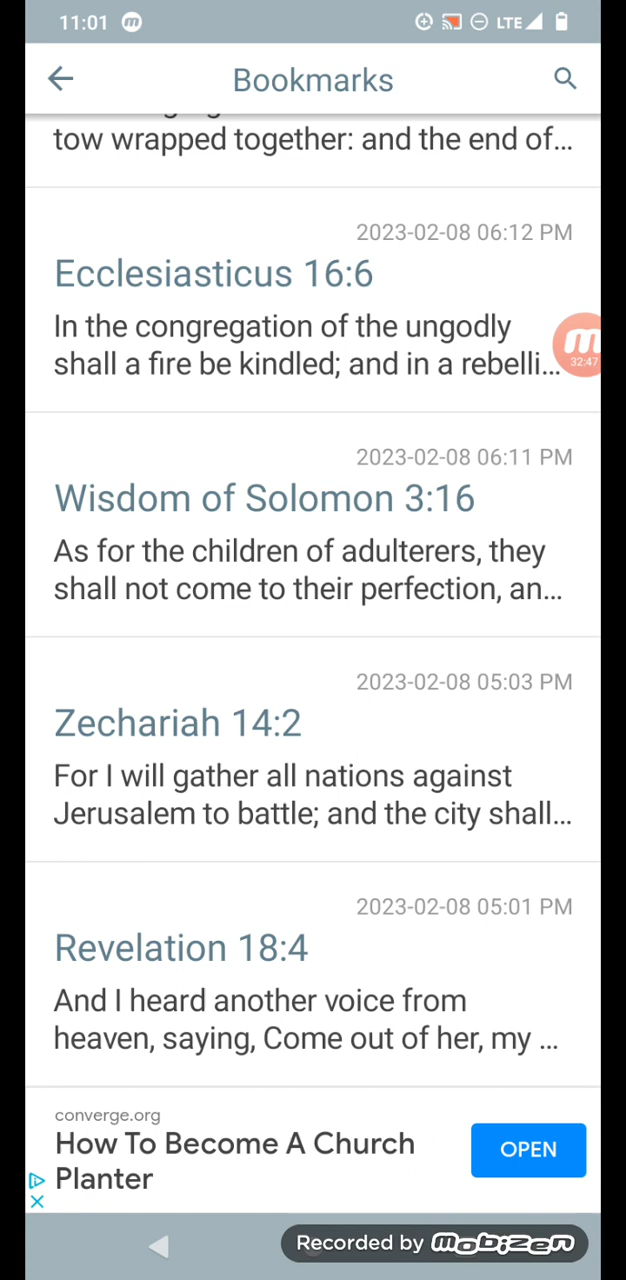 11:01 m LTE
Bookmarks
tow wrapped together: and the end of...
2023-02-08 06:12 PM
Ecclesiasticus 16:6
In the congregation of the ungodly
shall a fire be kindled; and in a rebelli...
m
32:47
2023-02-08 06:11 PM
Wisdom of Solomon 3:16
As for the children of adulterers, they
shall not come to their perfection, an...
2023-02-08 05:03 PM
Zechariah 14:2
For I will gather all nations against
Jerusalem to battle; and the city shall...
2023-02-08 05:01 PM
Revelation 18:4
And I heard another voice from
heaven, saying, Come out of her, my ...
converge.org
How To Become A Church
Planter
OPEN
Recorded by mobizen